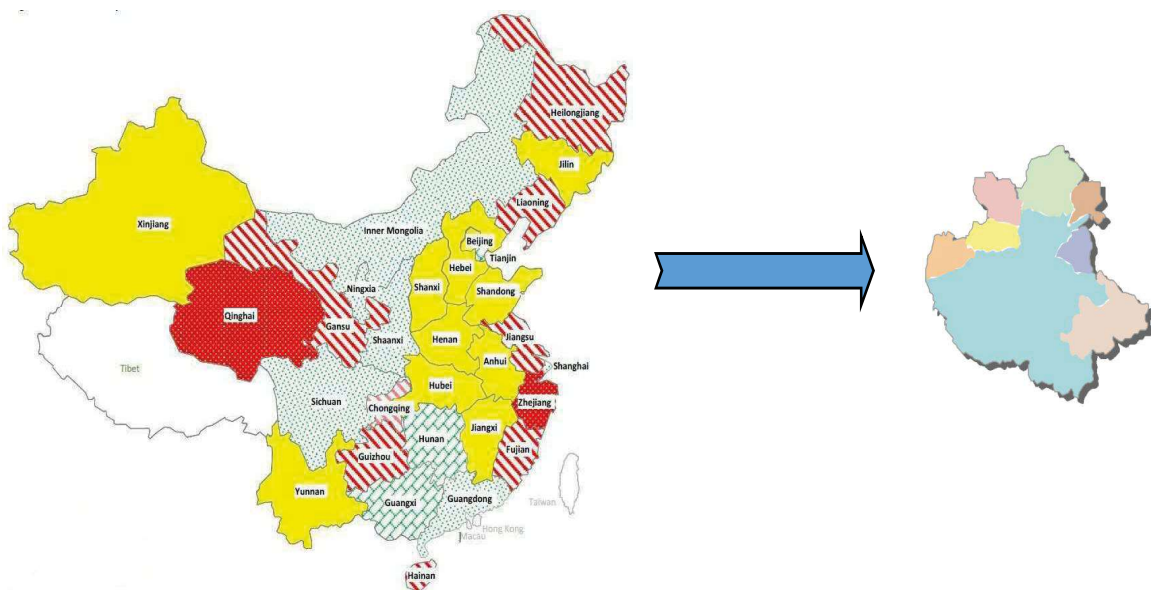 Heilongjiang
Jilin
Liaoning
Xinjiang
Inner Mongolia
Beijing
Tianjin
Hebei
Shanxi
Shandong
Ningxia
Qinghai
Gansu
Shaanxi
Henan
Jiangsu
Anhui
Shanghai
Tibet
Sichuan
Hubei
Chongqing
Zhejiang
Jiangxi
Hunan
Guizhou
Fujian
Yunnan
Guangxi
Guangdong
Taiwan
Hong Kong
Macau
Hainan